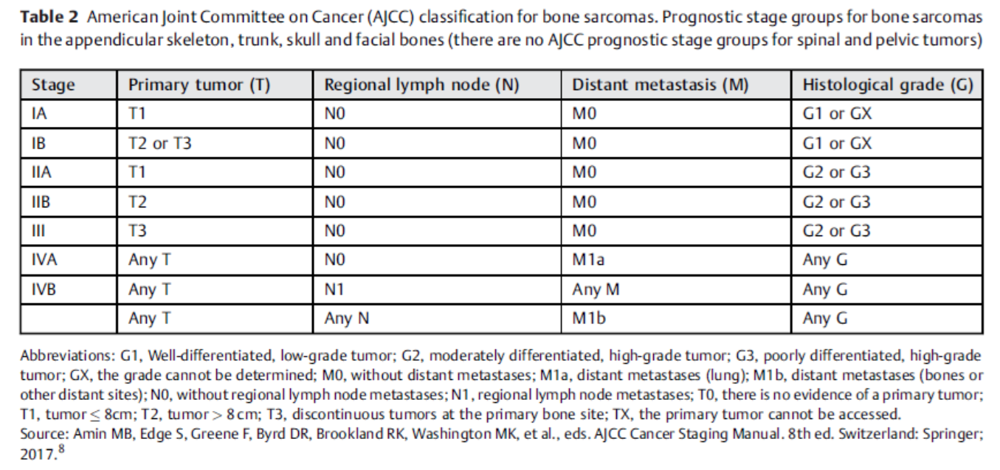 Table 2 American Joint Committee on Cancer (AJCC) classification for bone sarcomas. Prognostic stage groups for bone sarcomas
in the appendicular skeleton, trunk, skull and facial bones (there are no AJCC prognostic stage groups for spinal and pelvic tumors)
Stage Primary tumor (T) Regional lymph node (N) Distant metastasis (M) Histological grade (G)
IA T1 N0 M0 G1 or GX
IB T2 or T3 N0 M0 G1 or GX
IIA T1 N0 M0 G2 or G3
IIB T2 N0 M0 G2 or G3
III T3 N0 M0 G2 or G3
IVA Any T N0 M1a Any G
IVB Any T N1 Any M Any G
Any T Any N M1b Any G
Abbreviations: G1, Well-differentiated, low-grade tumor; G2, moderately differentiated, high-grade tumor; G3, poorly differentiated, high-grade
tumor; GX, the grade cannot be determined; M0, without distant metastases; M1a, distant metastases (lung); M1b, distant metastases (bones or
other distant sites); N0, without regional lymph node metastases; N1, regional lymph node metastases; T0, there is no evidence of a primary tumor;
T1, tumor ≤ 8cm; T2, tumor > 8 cm; T3, discontinuous tumors at the primary bone site; TX, the primary tumor cannot be accessed.
Source: Amin MB, Edge S, Greene F, Byrd DR, Brookland RK, Washington MK, et al., eds. AJCC Cancer Staging Manual. 8th ed. Switzerland: Springer;
2017.⁸